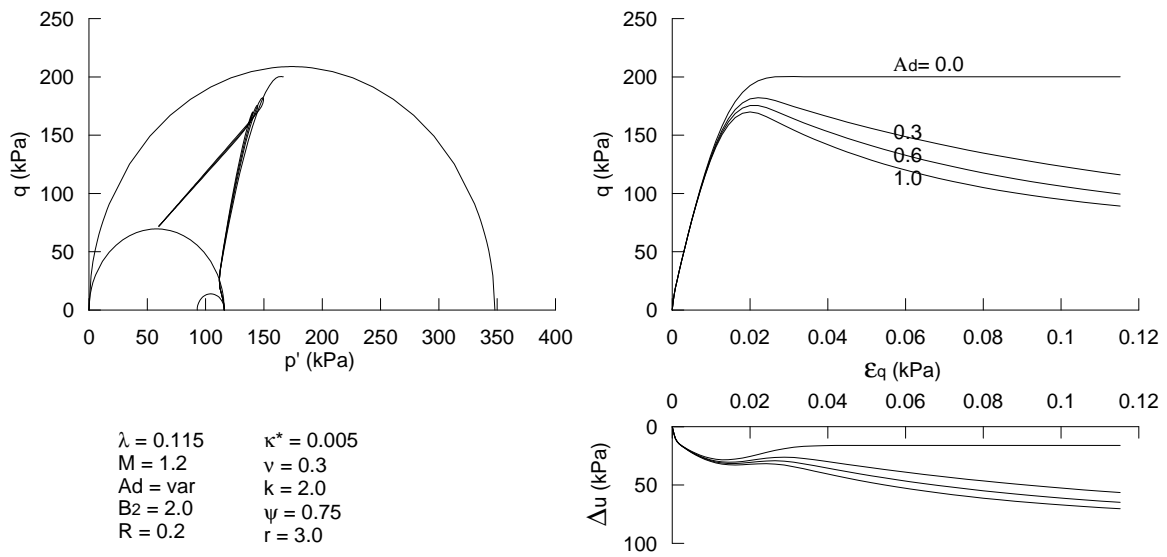 250
200
150
100
50
0
q (kPa)
0 50 100 150 200 250 300 350 400
p' (kPa)
250
200
150
100
50
0
q (kPa)
Ad= 0.0
0.3
0.6
1.0
0 0.02 0.04 0.06 0.08 0.1 0.12
εq (kPa)
0 0.02 0.04 0.06 0.08 0.1 0.12
0
50
100
Δu (kPa)
λ = 0.115
M = 1.2
Ad = var
B2 = 2.0
R = 0.2
κ* = 0.005
ν = 0.3
k = 2.0
ψ = 0.75
r = 3.0